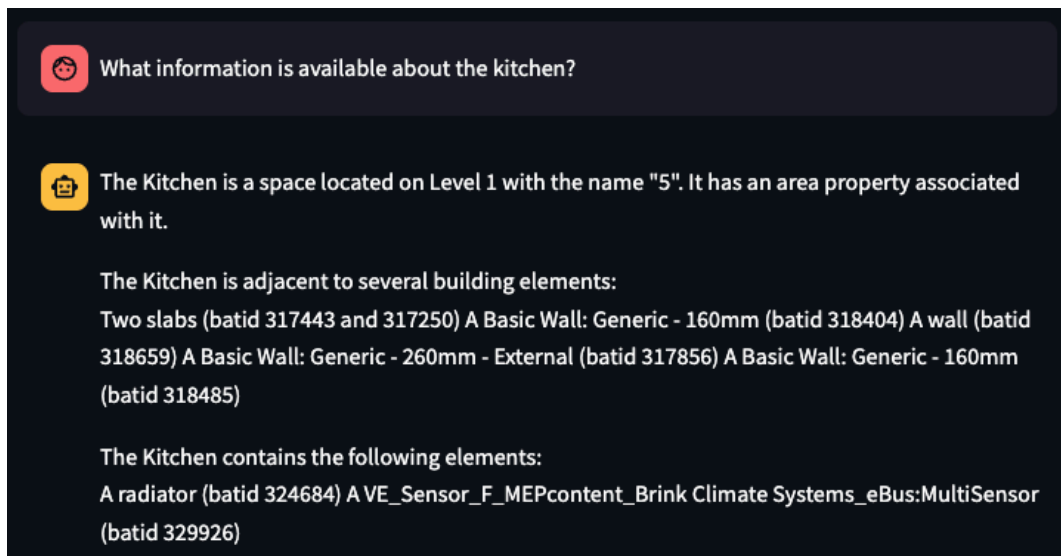 What information is available about the kitchen?
The Kitchen is a space located on Level 1 with the name "5". It has an area property associated
with it.
The Kitchen is adjacent to several building elements:
Two slabs (batid 317443 and 317250) A Basic Wall: Generic - 160mm (batid 318404) A wall (batid
318659) A Basic Wall: Generic - 260mm - External (batid 317856) A Basic Wall: Generic - 160mm
(batid 318485)
The Kitchen contains the following elements:
A radiator (batid 324684) A VE_Sensor_F_MEPcontent_Brink Climate Systems_eBus:MultiSensor
(batid 329926)